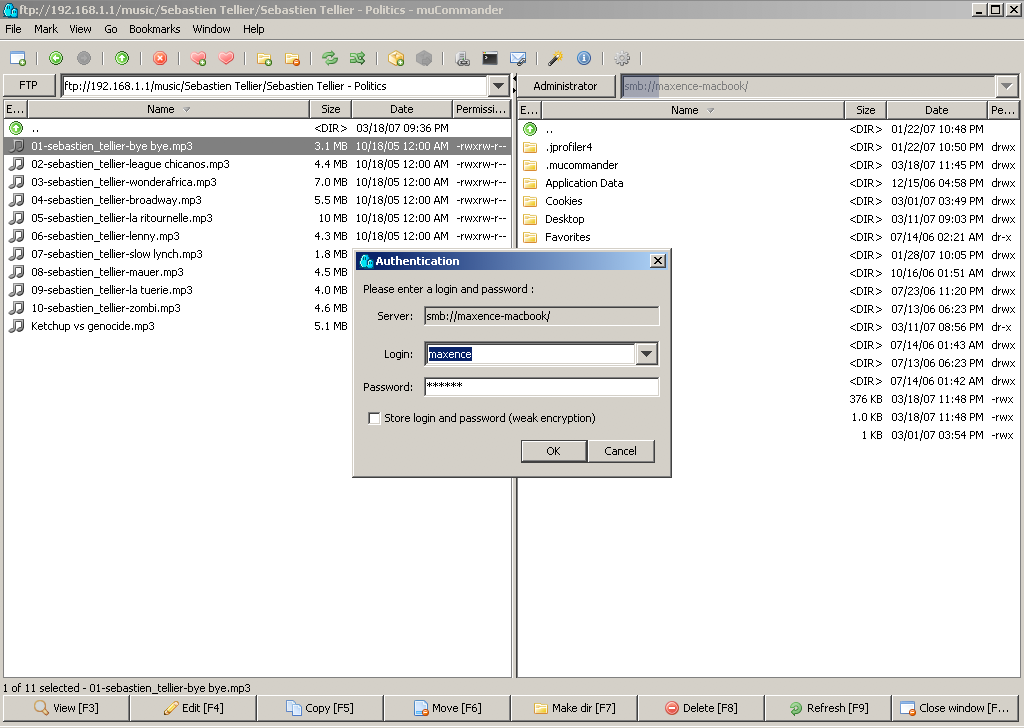 ftp://192.168.1.1/music/Sebastien Tellier/Sebastien Tellier - Politics - muCommander
File Mark View Go Bookmarks Window Help
FTP ftp://192.168.1.1/music/Sebastien Tellier/Sebastien Tellier - Politics Administrator smb://maxence-macbook/
E... Name Size Date Permissi... E... Name Size Date Pe...
.. <DIR> 03/18/07 09:36 PM .. <DIR> 01/22/07 10:48 PM
01-sebastien_tellier-bye bye.mp3 3.1 MB 10/18/05 12:00 AM -rwxrw-r-- .jprofiler4 <DIR> 01/22/07 10:50 PM drwx
02-sebastien_tellier-league chicanos.mp3 4.4 MB 10/18/05 12:00 AM -rwxrw-r-- .mucommander <DIR> 03/18/07 11:45 PM drwx
03-sebastien_tellier-wonderafrica.mp3 7.0 MB 10/18/05 12:00 AM -rwxrw-r-- Application Data <DIR> 12/15/06 04:58 PM drwx
04-sebastien_tellier-broadway.mp3 5.5 MB 10/18/05 12:00 AM -rwxrw-r-- Cookies <DIR> 03/01/07 03:49 PM drwx
05-sebastien_tellier-la ritournelle.mp3 10 MB 10/18/05 12:00 AM -rwxrw-r-- Desktop <DIR> 03/11/07 09:03 PM drwx
06-sebastien_tellier-lenny.mp3 4.3 MB 10/18/05 12:00 AM -rwxrw-r-- Favorites <DIR> 07/14/06 02:21 AM dr-x
07-sebastien_tellier-slow lynch.mp3 1.8 MB <DIR> 01/28/07 10:05 PM drwx
08-sebastien_tellier-mauer.mp3 4.5 MB <DIR> 10/16/06 01:51 AM drwx
09-sebastien_tellier-la tuerie.mp3 4.0 MB <DIR> 07/23/06 11:20 PM drwx
10-sebastien_tellier-zombi.mp3 4.6 MB <DIR> 07/13/06 06:23 PM drwx
Ketchup vs genocide.mp3 5.1 MB <DIR> 03/11/07 08:56 PM dr-x
<DIR> 07/14/06 01:43 AM drwx
<DIR> 07/13/06 06:23 PM drwx
<DIR> 07/14/06 01:42 AM drwx
376 KB 03/18/07 11:48 PM -rwx
1.0 KB 03/18/07 11:48 PM -rwx
1 KB 03/01/07 03:54 PM -rwx
Authentication
Please enter a login and password :
Server: smb://maxence-macbook/
Login: maxence
Password: ******
Store login and password (weak encryption)
OK Cancel
1 of 11 selected - 01-sebastien_tellier-bye bye.mp3
View [F3] Edit [F4] Copy [F5] Move [F6] Make dir [F7] Delete [F8] Refresh [F9] Close window [F...